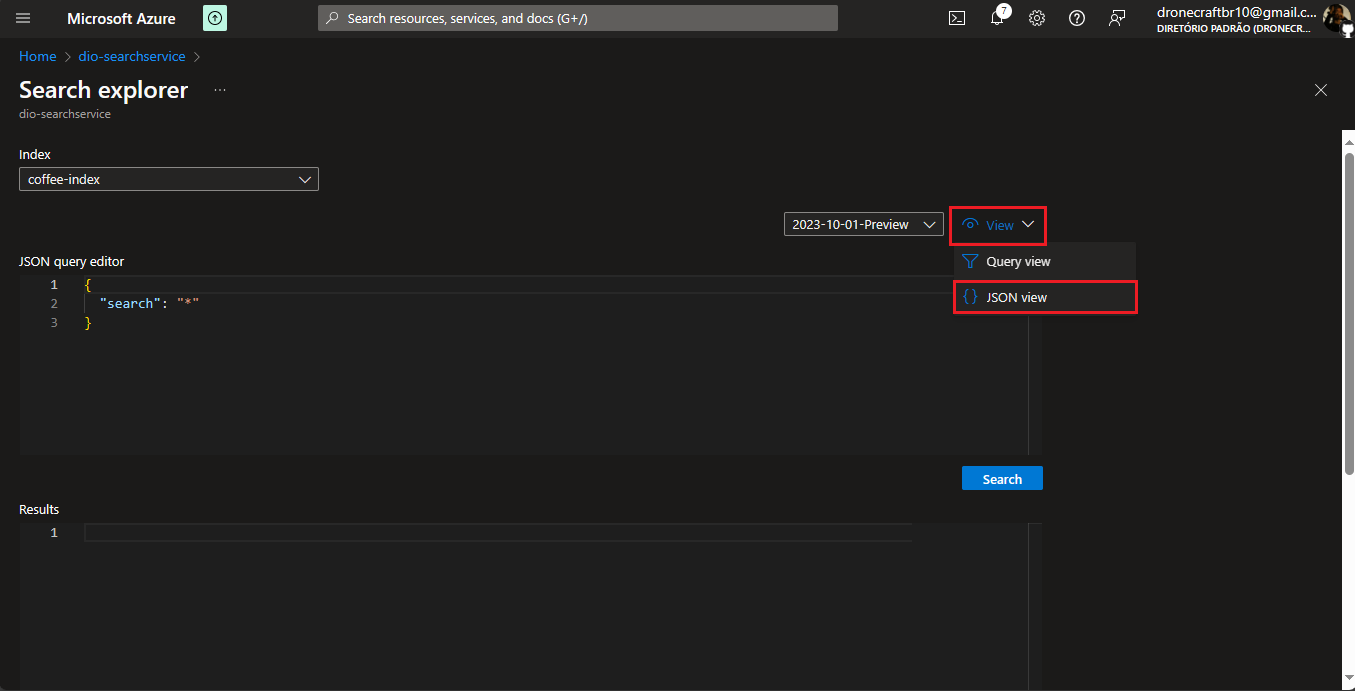 Microsoft Azure
Search resources, services, and docs (G+/)
7
dronecraftbr10@gmail.c...
DIRETÓRIO PADRÃO (DRONECR...
Home > dio-searchservice >
Search explorer ...
dio-searchservice
Index
coffee-index
2023-10-01-Preview
View
Query view
{} JSON view
JSON query editor
1 {
2 "search": "*"
3 }
Search
Results
1